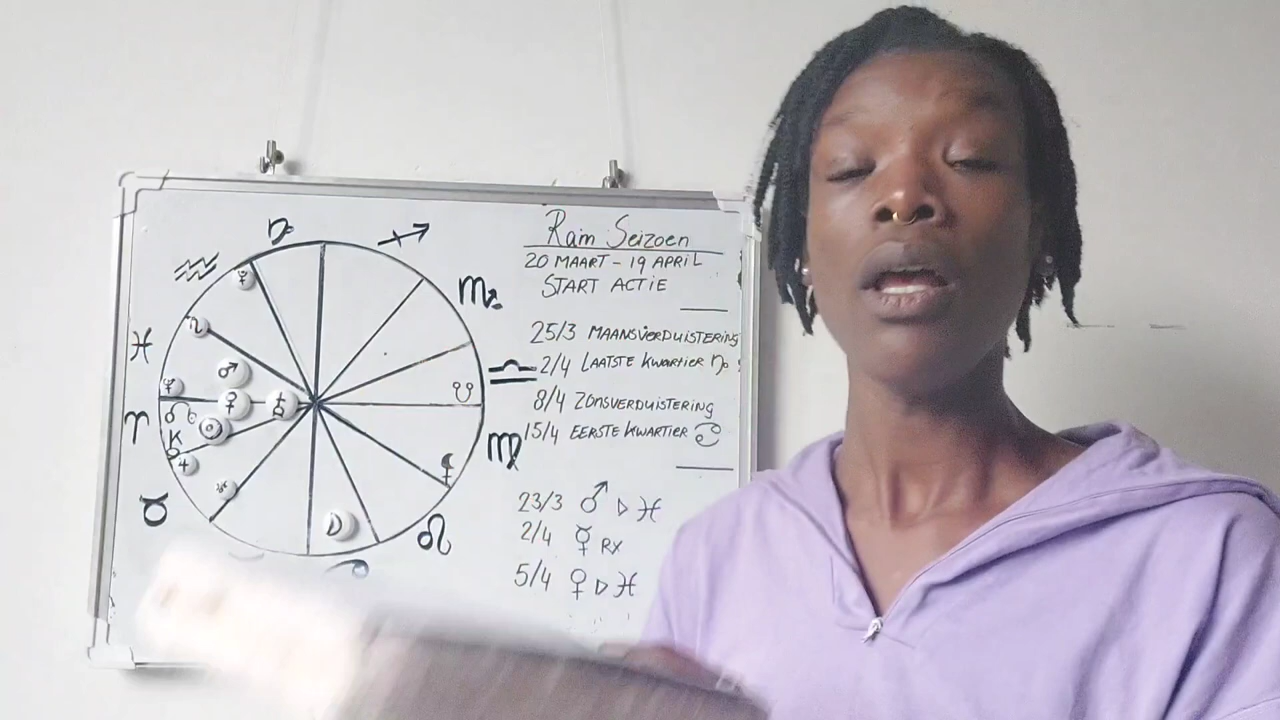 Ram Seizoen
20 MAART - 19 APRIL
START ACTIE
25/3 MAANSVERDUISTERING
2/4 LAATSTE KWARTIER ♑
8/4 ZONSVERDUISTERING
15/4 EERSTE KWARTIER ♋
23/3 ♂ D ♓
2/4 ☿ RX
5/4 ♀ D ♓